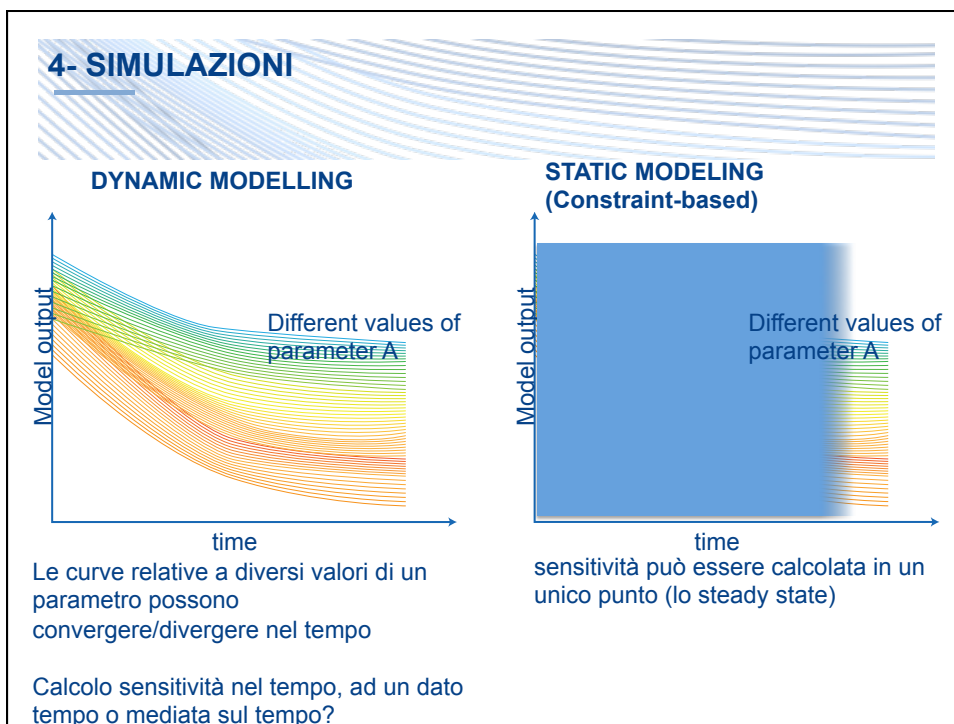 4- SIMULAZIONI
DYNAMIC MODELLING
Model output
Different values of
parameter A
time
Le curve relative a diversi valori di un
parametro possono
convergere/divergere nel tempo
Calcolo sensitività nel tempo, ad un dato
tempo o mediata sul tempo?
STATIC MODELING
(Constraint-based)
Model output
Different values of
parameter A
time
sensitività può essere calcolata in un
unico punto (lo steady state)